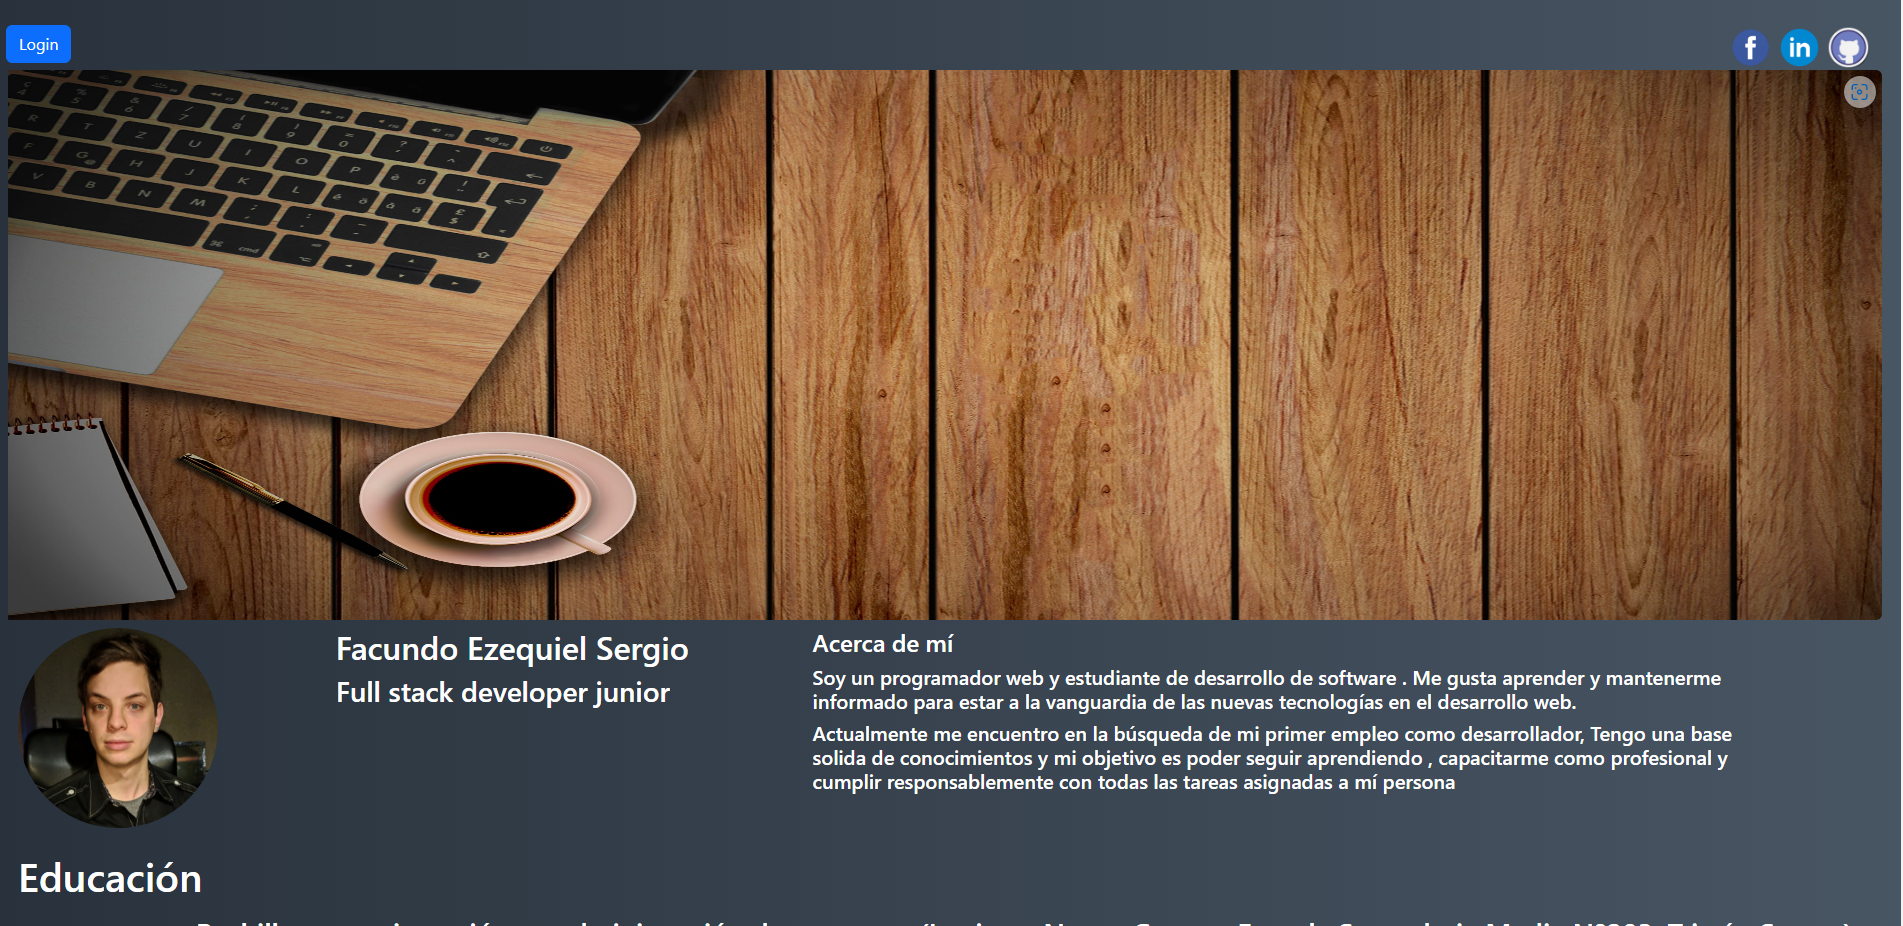 Login
f in
Facundo Ezequiel Sergio
Full stack developer junior
Acerca de mí
Soy un programador web y estudiante de desarrollo de software . Me gusta aprender y mantenerme
informado para estar a la vanguardia de las nuevas tecnologías en el desarrollo web.
Actualmente me encuentro en la búsqueda de mi primer empleo como desarrollador, Tengo una base
solida de conocimientos y mi objetivo es poder seguir aprendiendo , capacitarme como profesional y
cumplir responsablemente con todas las tareas asignadas a mí persona
Educación